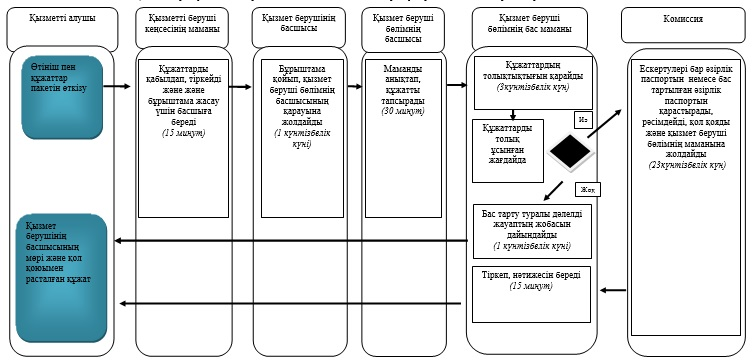 Қызметті алушы
Қызметті беруші
кеңсесінің маманы
Қызмет берушінің
басшысы
Қызмет беруші
бөлімнің
басшысы
Қызмет беруші
бөлімнің бас маманы
Комиссия
Өтініш пен
құжаттар
пакетін өткізу
Құжаттарды
қабылдап, тіркейді
және және
бұрыштама жасау
үшін басшыға
береді
(15 минут)
Бұрыштама
қойып, қызмет
беруші бөлімнің
басшысының
қарауына
жолдайды
(1 күнтізбелік
күні)
Маманды
анықтап,
құжатты
тапсырады
(30 минут)
Құжаттардың
толықтықтығын қарайды
(3күнтізбелік күн)
Құжаттарды
толық
ұсынған
жағдайда
Иә
Жоқ
Бас тарту туралы дәлелді
жауаптың жобасын
дайындайды
(1 күнтізбелік күні)
Тіркеп, нәтижесін береді
(15 минут)
Ескертулері бар әзірлік
паспортын немесе бас
тартылған әзірлік
паспортын
қарастырады,
рәсімдейді, қол қояды
және қызмет беруші
бөлімнің маманына
жолдайды
(23күнтізбелік күн)
Қызмет
берушінің
басшысының
мөрі және қол
қоюымен
расталған құжат